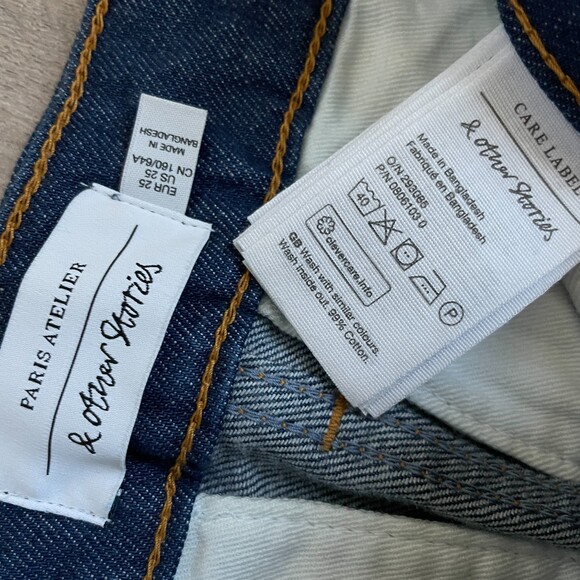 EUR 25
US 25
CN 160/64A
MADE IN
BANGLADESH
PARIS ATELIER
& Other Stories
CARE LABEL
& Other Stories
Made in Bangladesh
Fabriqué en Bangladesh
O/N 293085
P/N 0806103 0
40
P
clevercare.info
GB Wash with similar colours.
Wash inside out. 99% Cotton.